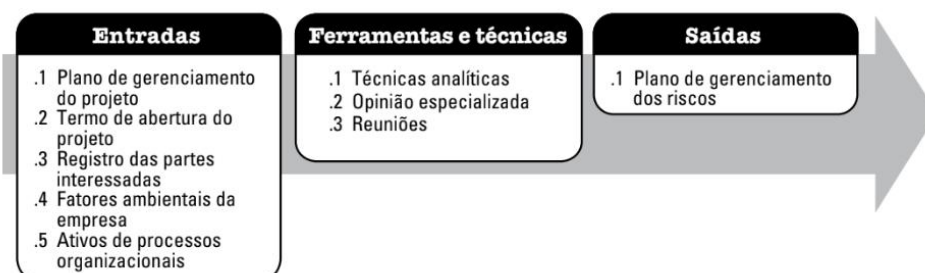 Entradas
.1 Plano de gerenciamento
do projeto
.2 Termo de abertura do
projeto
.3 Registro das partes
interessadas
.4 Fatores ambientais da
empresa
.5 Ativos de processos
organizacionais
Ferramentas e técnicas
.1 Técnicas analíticas
.2 Opinião especializada
.3 Reuniões
Saídas
.1 Plano de gerenciamento
dos riscos